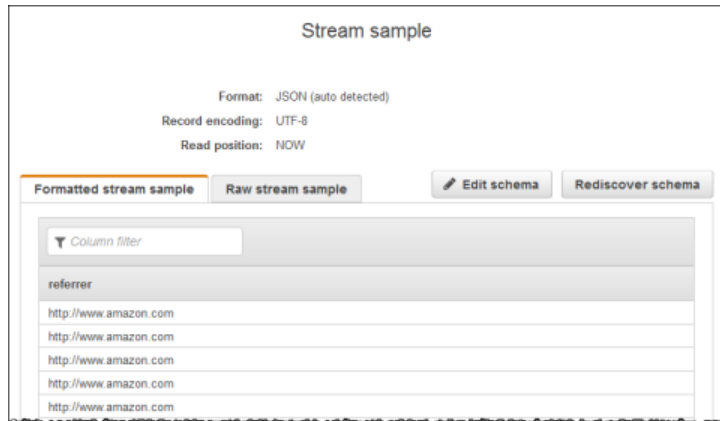 Stream sample
Format: JSON (auto detected)
Record encoding: UTF-8
Read position: NOW
Formatted stream sample Raw stream sample Edit schema Rediscover schema
Column filter
referrer
http://www.amazon.com
http://www.amazon.com
http://www.amazon.com
http://www.amazon.com
http://www.amazon.com